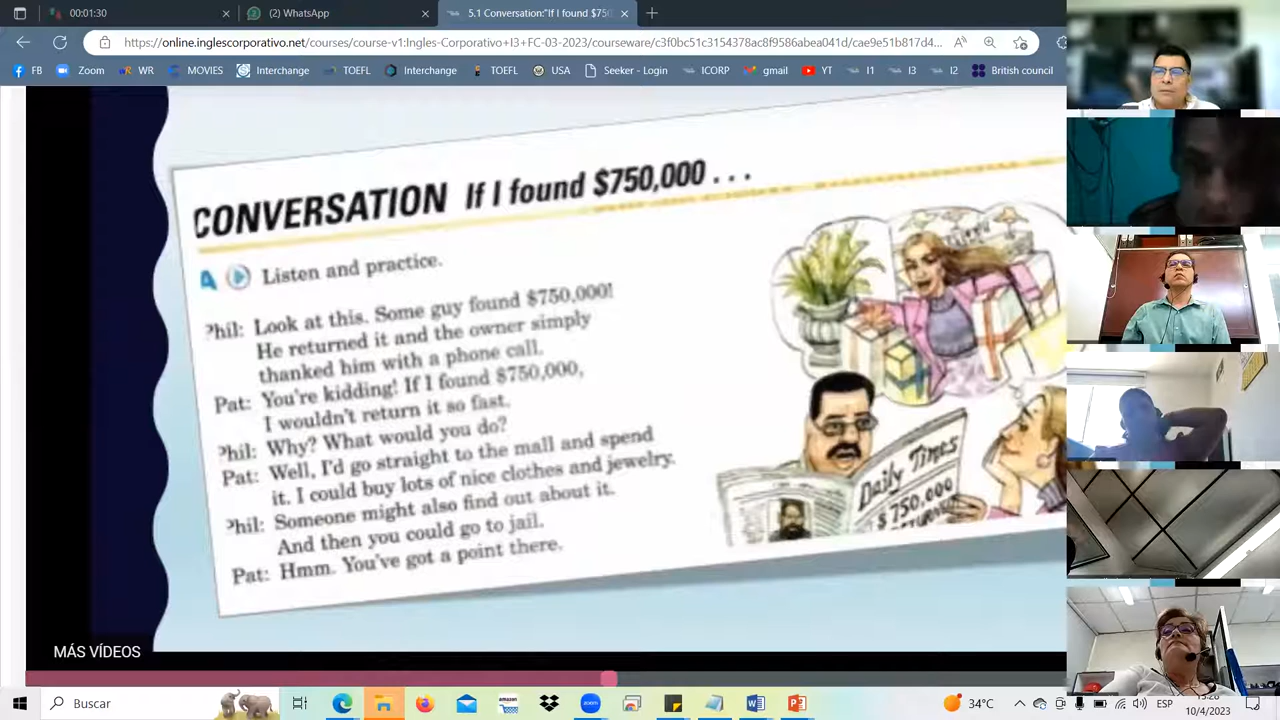 00:01:30
(2) WhatsApp
5.1 Conversation:"If I found $750
https://online.inglescorporativo.net/courses/course-v1:Ingles-Corporativo+I3+FC-03-2023/courseware/c3f0bc51c3154378ac8f9586abea041d/cae9e51b817d4...
FB Zoom WR MOVIES Interchange TOEFL Interchange TOEFL USA Seeker - Login ICORP gmail YT I1 I3 I2 British council
CONVERSATION If I found $750,000 . . .
A Listen and practice.
Phil: Look at this. Some guy found $750,000!
He returned it and the owner simply
thanked him with a phone call.
Pat: You're kidding! If I found $750,000,
I wouldn't return it so fast.
Phil: Why? What would you do?
Pat: Well, I'd go straight to the mall and spend
it. I could buy lots of nice clothes and jewelry.
Phil: Someone might also find out about it.
And then you could go to jail.
Pat: Hmm. You've got a point there.
Daily Times
$750,000
MÁS VÍDEOS
Buscar
34°C
ESP
10/4/2023